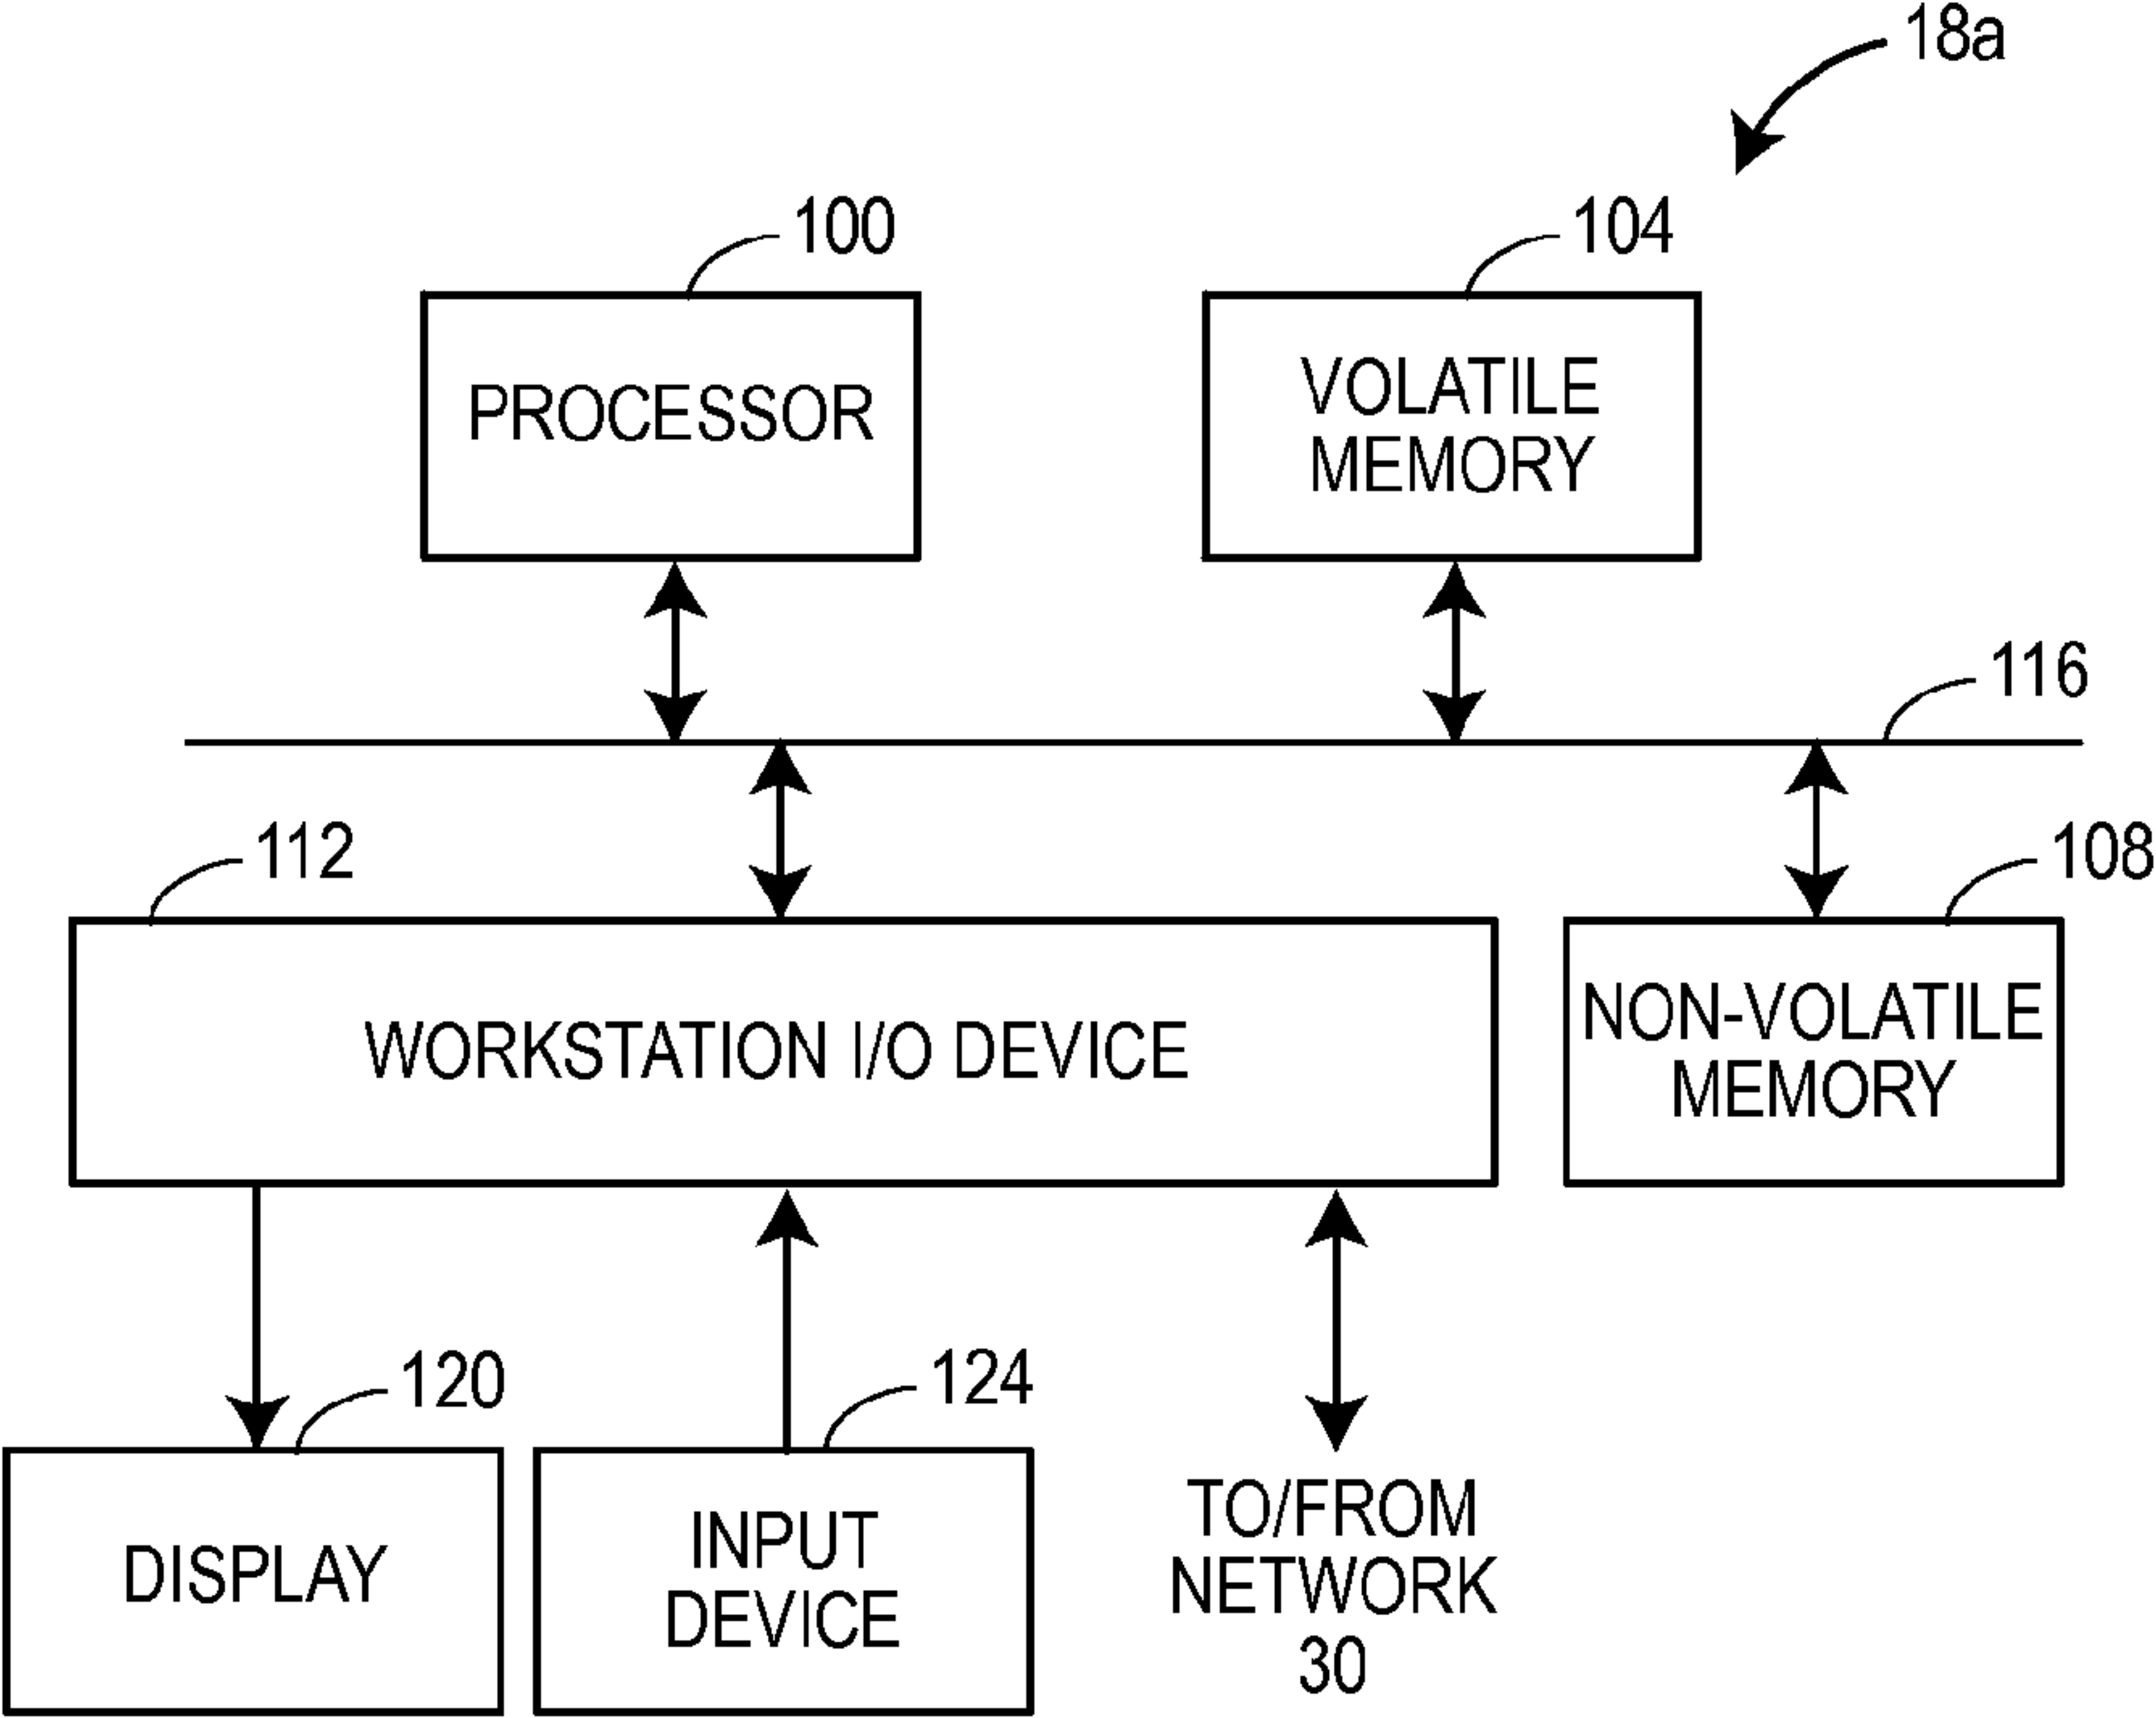 18a
100
104
PROCESSOR
VOLATILE
MEMORY
116
112
108
WORKSTATION I/O DEVICE
NON-VOLATILE
MEMORY
120
124
DISPLAY
INPUT
DEVICE
TO/FROM
NETWORK
30